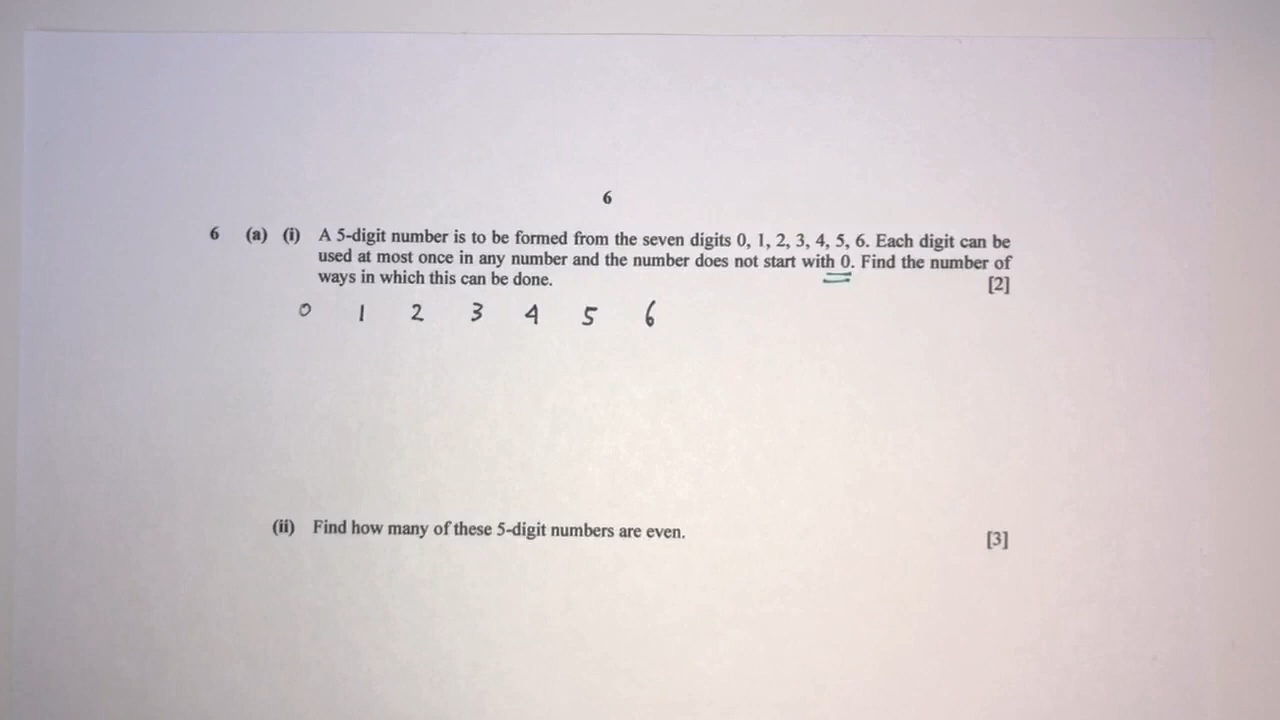 6
6 (a) (i) A 5-digit number is to be formed from the seven digits 0, 1, 2, 3, 4, 5, 6. Each digit can be
used at most once in any number and the number does not start with 0. Find the number of
ways in which this can be done. [2]
0 1 2 3 4 5 6
(ii) Find how many of these 5-digit numbers are even. [3]